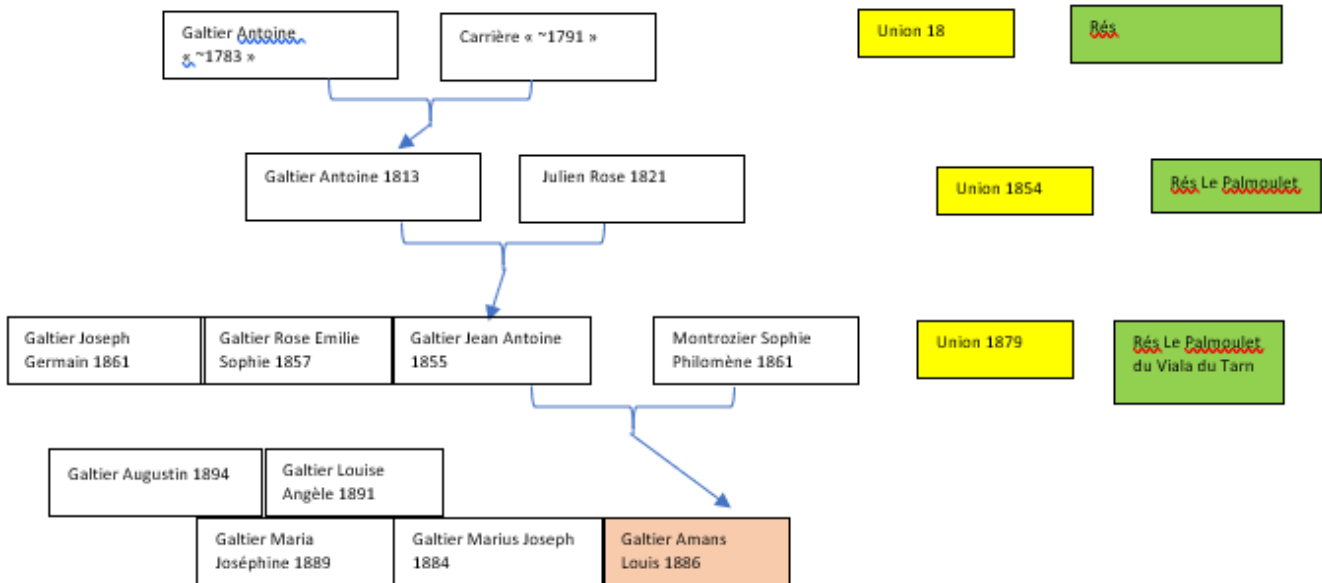 Galtier Antoine
« ~1783 »
Carrière « ~1791 »
Union 18
Rés
Galtier Antoine 1813
Julien Rose 1821
Union 1854
Rés Le Palmoulet
Galtier Joseph
Germain 1861
Galtier Rose Emilie
Sophie 1857
Galtier Jean Antoine
1855
Montrozier Sophie
Philomène 1861
Union 1879
Rés Le Palmoulet
du Viala du Tarn
Galtier Augustin 1894
Galtier Louise
Angèle 1891
Galtier Maria
Joséphine 1889
Galtier Marius Joseph
1884
Galtier Amans
Louis 1886